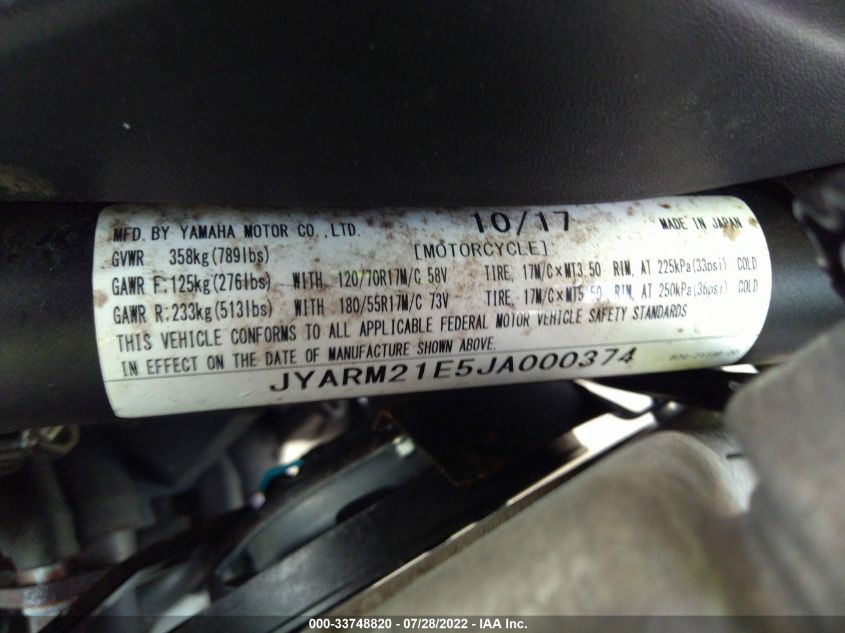 MFD. BY YAMAHA MOTOR CO.,LTD. 10/17 MADE IN JAPAN
GVWR 358kg(789lbs) [MOTORCYCLE]
GAWR F:125kg(276lbs) WITH 120/70R17M/C 58V TIRE, 17M/C×MT3.50 RIM, AT 225kPa(33psi) COLD
GAWR R:233kg(513lbs) WITH 180/55R17M/C 73V TIRE, 17M/C×MT5.50 RIM, AT 250kPa(36psi) COLD
THIS VEHICLE CONFORMS TO ALL APPLICABLE FEDERAL MOTOR VEHICLE SAFETY STANDARDS
IN EFFECT ON THE DATE OF MANUFACTURE SHOWN ABOVE.
JYARM21E5JA000374
000-33748820 - 07/28/2022 - IAA Inc.